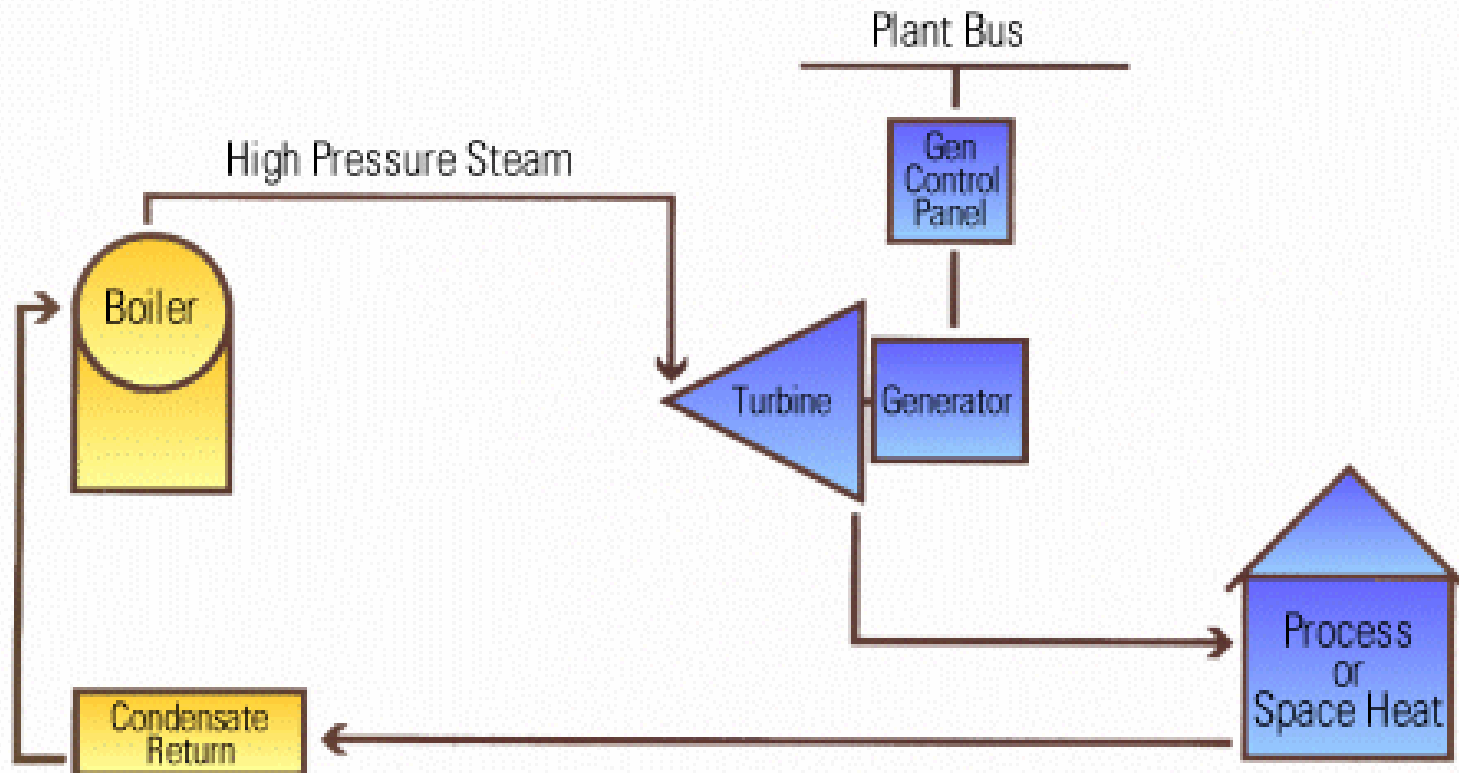 Plant Bus
High Pressure Steam
Gen
Control
Panel
Boiler
Turbine
Generator
Process
or
Space Heat
Condensate
Return